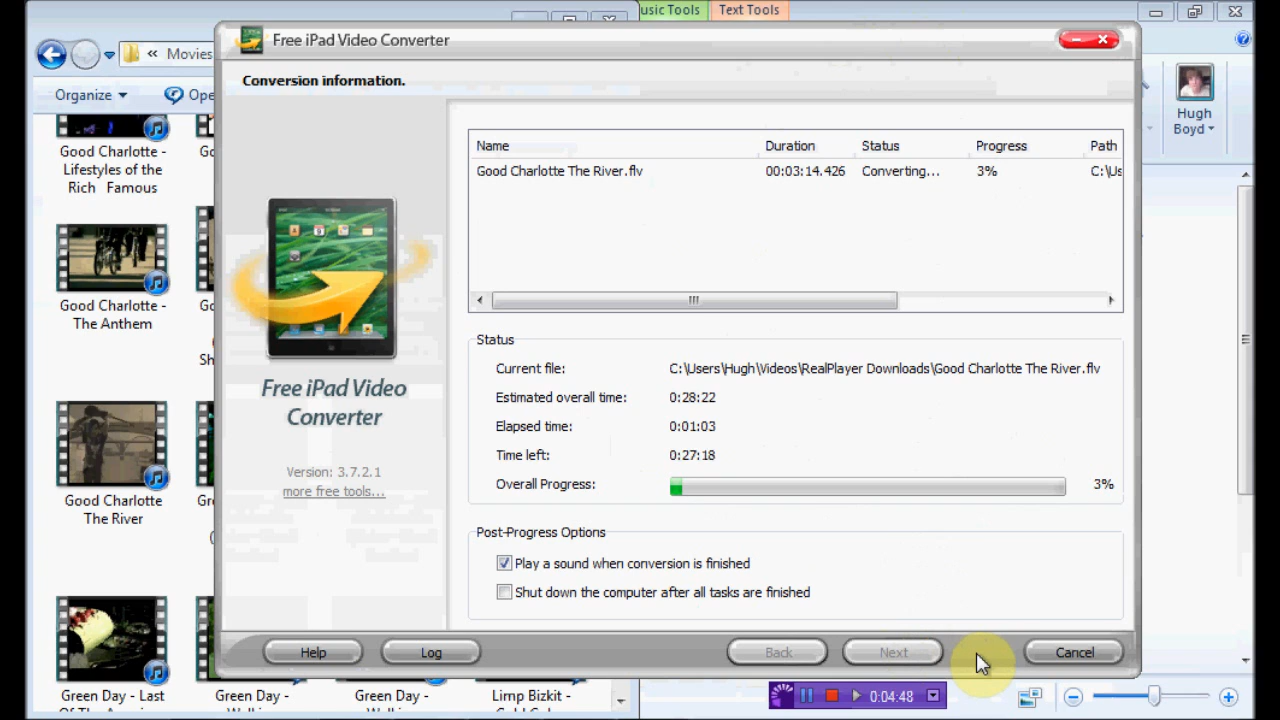 usic Tools Text Tools
Free iPad Video Converter
« Movies
Conversion information.
Organize
Ope
Hugh
Boyd
Name Duration Status Progress Path
Good Charlotte The River.flv 00:03:14.426 Converting... 3% C:\Us
Good Charlotte -
Lifestyles of the
Rich Famous
Go
Good Charlotte -
The Anthem
Go
Sh
Good Charlotte
The River
Gr
Green Day - Last
Green Day -
Green Day -
Limp Bizkit -
Free iPad Video
Converter
Version: 3.7.2.1
more free tools...
Status
Current file: C:\Users\Hugh\Videos\RealPlayer Downloads\Good Charlotte The River.flv
Estimated overall time: 0:28:22
Elapsed time: 0:01:03
Time left: 0:27:18
Overall Progress: 3%
Post-Progress Options
Play a sound when conversion is finished
Shut down the computer after all tasks are finished
Help Log Back Next Cancel
0:04:48